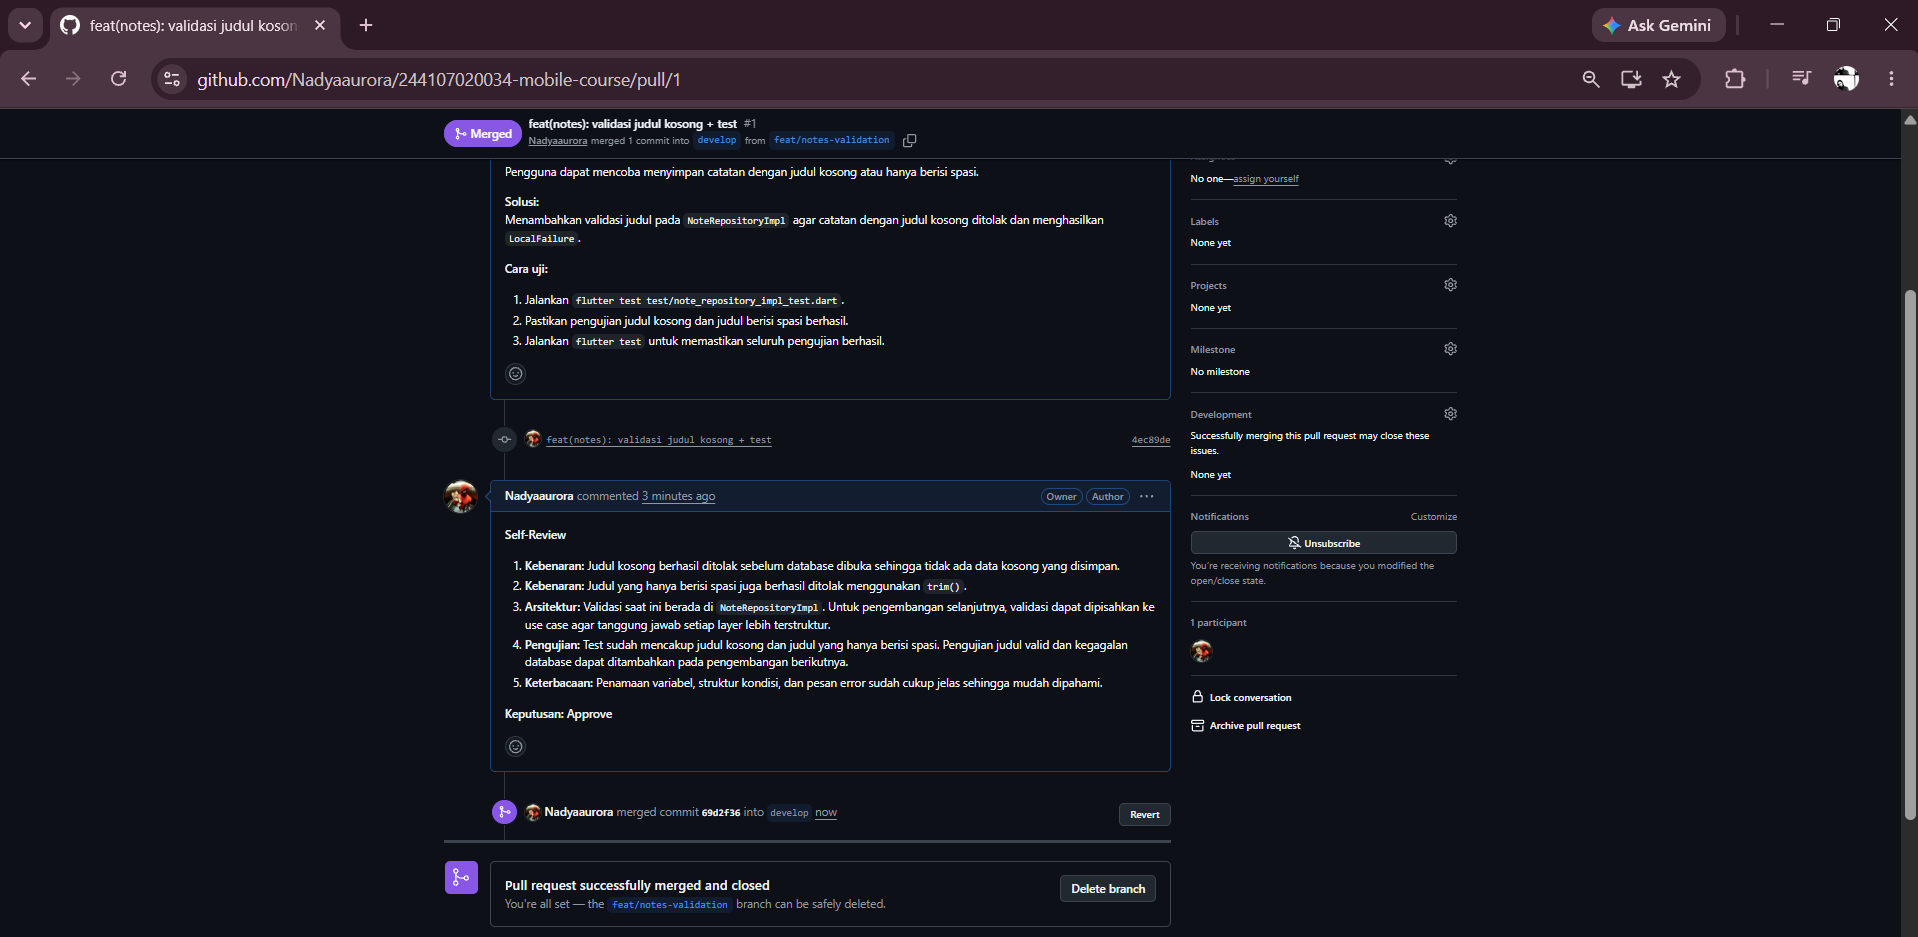 feat(notes): validasi judul koson
Ask Gemini
github.com/Nadyaaurora/244107020034-mobile-course/pull/1
Merged
feat(notes): validasi judul kosong + test #1
Nadyaaurora merged 1 commit into develop from feat/notes-validation
Pengguna dapat mencoba menyimpan catatan dengan judul kosong atau hanya berisi spasi.
Solusi:
Menambahkan validasi judul pada NoteRepositoryImpl agar catatan dengan judul kosong ditolak dan menghasilkan
LocalFailure.
Cara uji:
1. Jalankan flutter test test/note_repository_impl_test.dart.
2. Pastikan pengujian judul kosong dan judul berisi spasi berhasil.
3. Jalankan flutter test untuk memastikan seluruh pengujian berhasil.
feat(notes): validasi judul kosong + test 4ec89de
Nadyaaurora commented 3 minutes ago Owner Author
Self-Review
1. Kebenaran: Judul kosong berhasil ditolak sebelum database dibuka sehingga tidak ada data kosong yang disimpan.
2. Kebenaran: Judul yang hanya berisi spasi juga berhasil ditolak menggunakan trim().
3. Arsitektur: Validasi saat ini berada di NoteRepositoryImpl. Untuk pengembangan selanjutnya, validasi dapat dipisahkan ke
use case agar tanggung jawab setiap layer lebih terstruktur.
4. Pengujian: Test sudah mencakup judul kosong dan judul yang hanya berisi spasi. Pengujian judul valid dan kegagalan
database dapat ditambahkan pada pengembangan berikutnya.
5. Keterbacaan: Penamaan variabel, struktur kondisi, dan pesan error sudah cukup jelas sehingga mudah dipahami.
Keputusan: Approve
Nadyaaurora merged commit 69d2f36 into develop now
Revert
Pull request successfully merged and closed
You're all set — the feat/notes-validation branch can be safely deleted.
Delete branch
No one—assign yourself
Labels
None yet
Projects
None yet
Milestone
No milestone
Development
Successfully merging this pull request may close these
issues.
None yet
Notifications Customize
Unsubscribe
You're receiving notifications because you modified the
open/close state.
1 participant
Lock conversation
Archive pull request